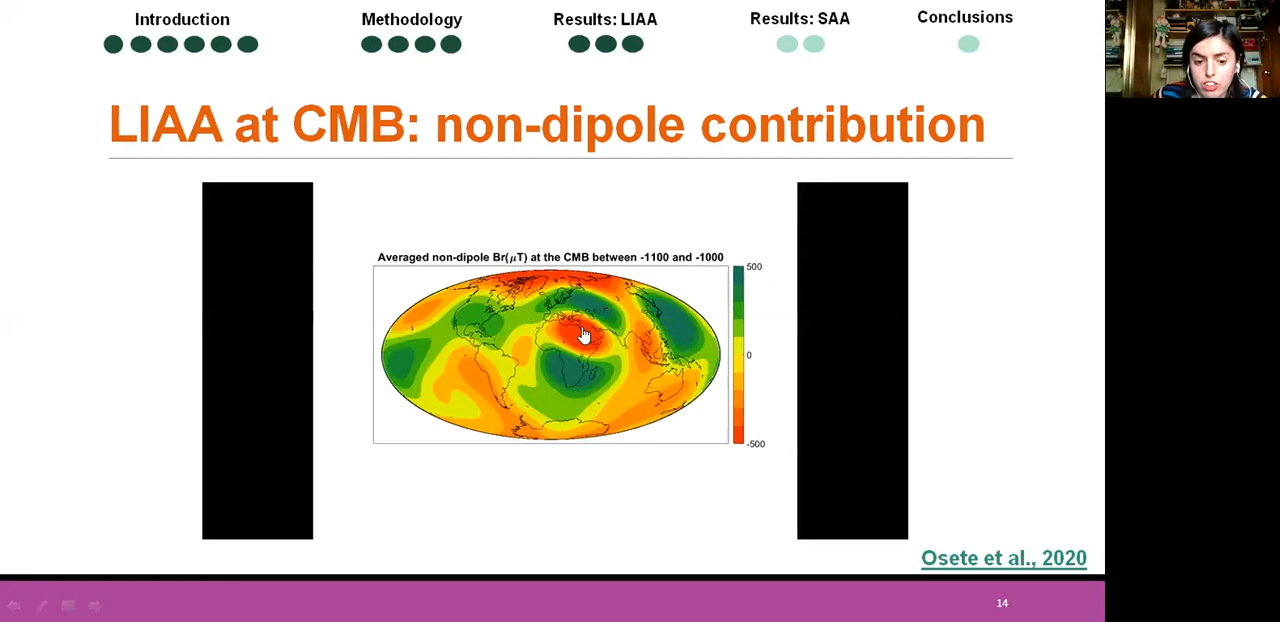 Introduction
Methodology
Results: LIAA
Results: SAA
Conclusions
LIAA at CMB: non-dipole contribution
Averaged non-dipole Br(μT) at the CMB between -1100 and -1000
500
0
-500
Osete et al., 2020
14